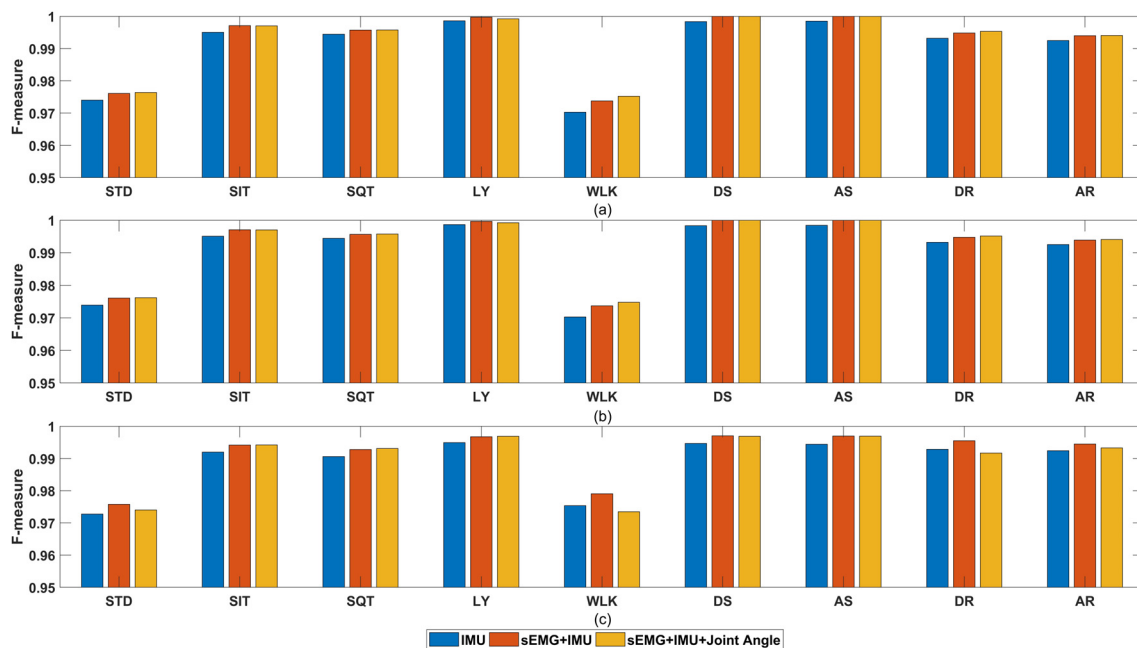 F-measure
1
0.99
0.98
0.97
0.96
0.95
STD SIT SQT LY WLK DS AS DR AR
(a)
F-measure
1
0.99
0.98
0.97
0.96
0.95
STD SIT SQT LY WLK DS AS DR AR
(b)
F-measure
1
0.99
0.98
0.97
0.96
0.95
STD SIT SQT LY WLK DS AS DR AR
(c)
IMU sEMG+IMU sEMG+IMU+Joint Angle